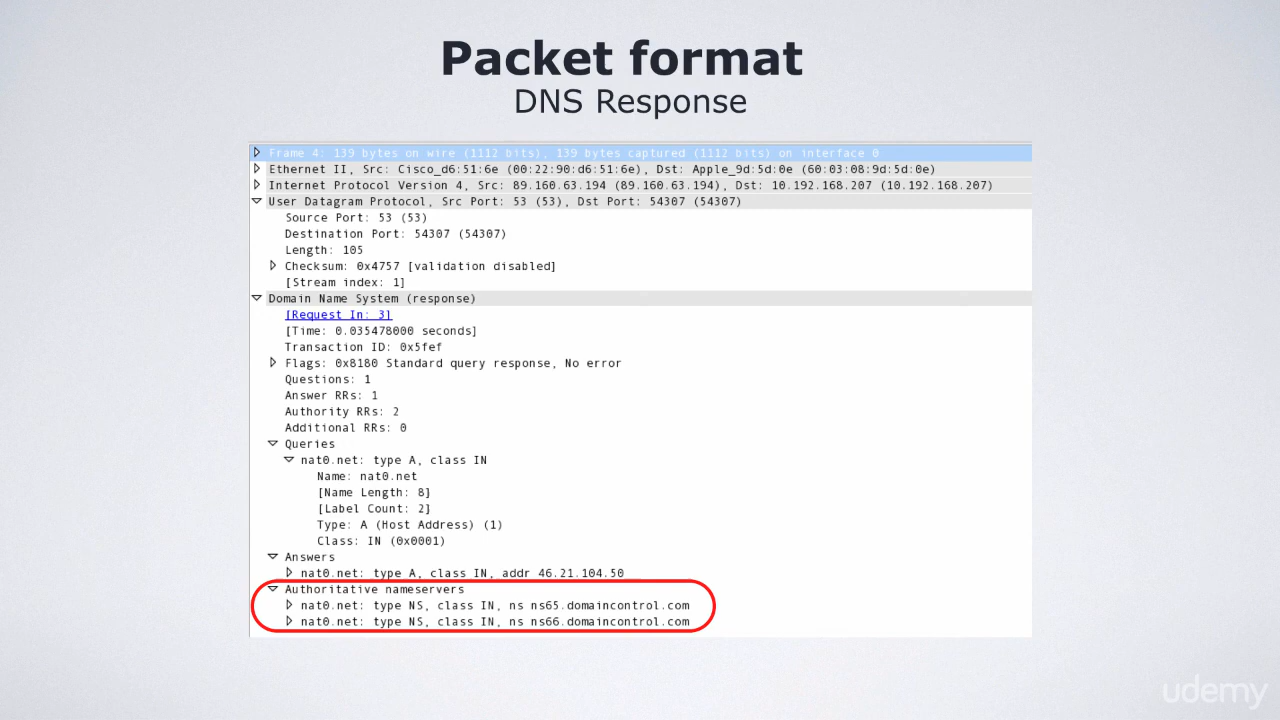 Packet format
DNS Response
Frame 4: 139 bytes on wire (1112 bits), 139 bytes captured (1112 bits) on interface 0
Ethernet II, Src: Cisco_d6:51:6e (00:22:90:d6:51:6e), Dst: Apple_9d:5d:0e (60:03:08:9d:5d:0e)
Internet Protocol Version 4, Src: 89.160.63.194 (89.160.63.194), Dst: 10.192.168.207 (10.192.168.207)
User Datagram Protocol, Src Port: 53 (53), Dst Port: 54307 (54307)
Source Port: 53 (53)
Destination Port: 54307 (54307)
Length: 105
Checksum: 0x4757 [validation disabled]
[Stream index: 1]
Domain Name System (response)
[Request In: 3]
[Time: 0.035478000 seconds]
Transaction ID: 0x5fef
Flags: 0x8180 Standard query response, No error
Questions: 1
Answer RRs: 1
Authority RRs: 2
Additional RRs: 0
Queries
nat0.net: type A, class IN
Name: nat0.net
[Name Length: 8]
[Label Count: 2]
Type: A (Host Address) (1)
Class: IN (0x0001)
Answers
nat0.net: type A, class IN, addr 46.21.104.50
Authoritative nameservers
nat0.net: type NS, class IN, ns ns65.domaincontrol.com
nat0.net: type NS, class IN, ns ns66.domaincontrol.com
udemy